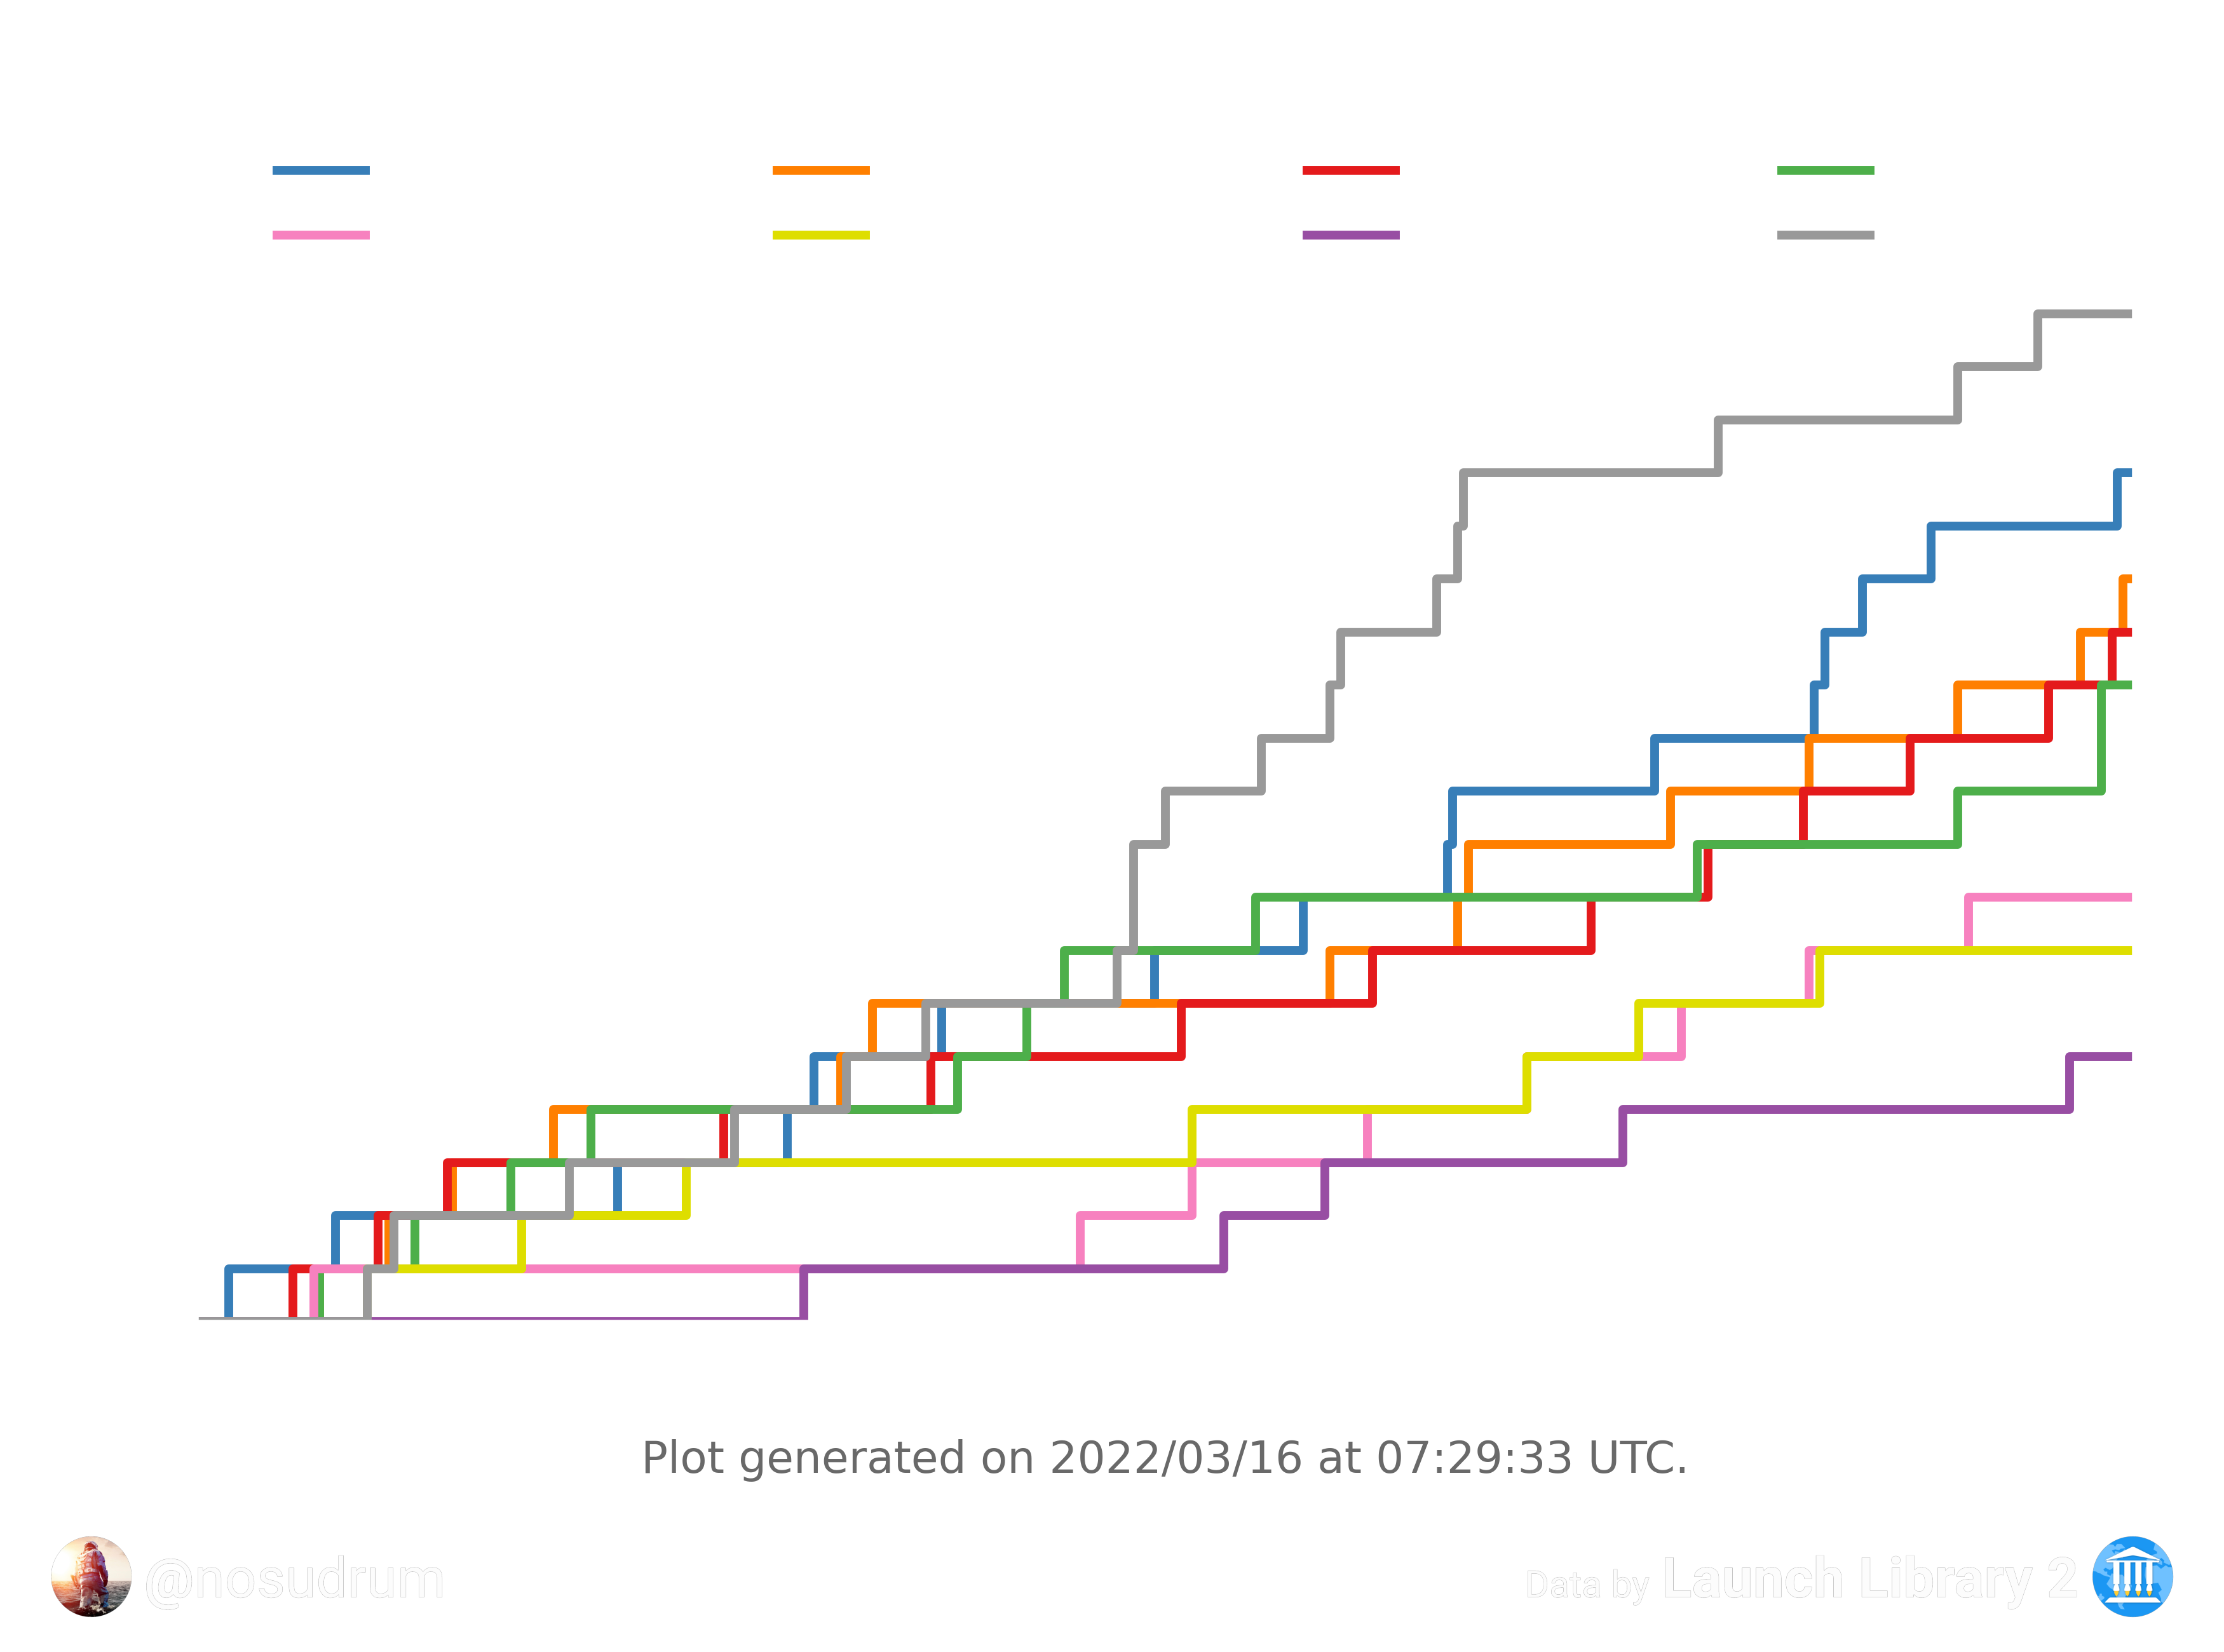 Plot generated on 2022/03/16 at 07:29:33 UTC.
@nosudrum
Data by Launch Library 2